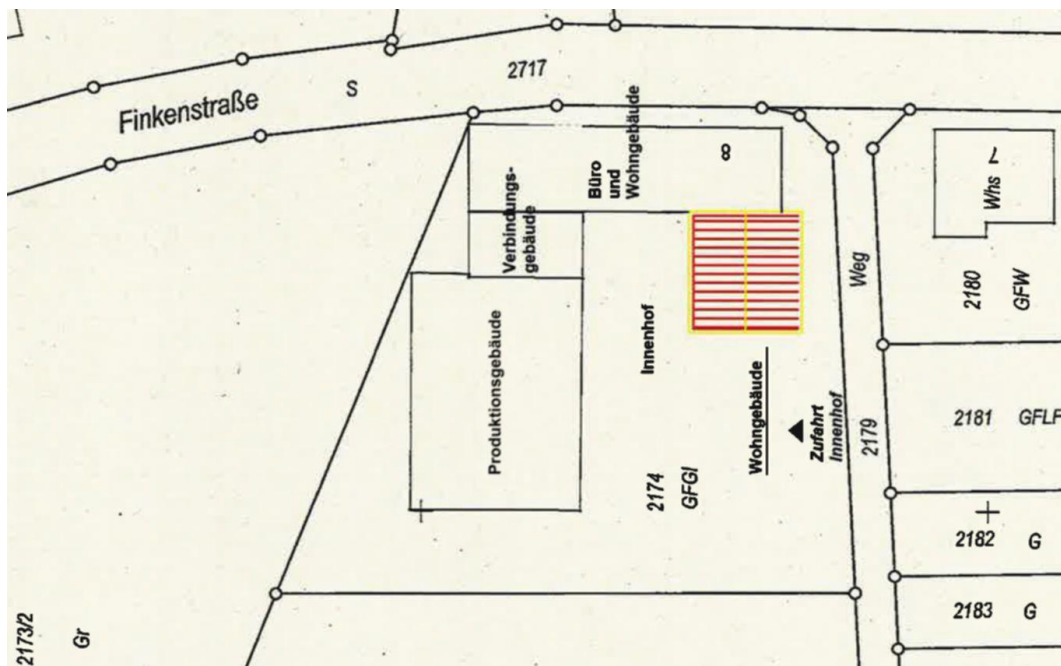 Finkenstraße
S
2717
Büro
und
Wohngebäude
8
7
Whs
Verbindungs-
gebäude
Weg
2180
GFW
Innenhof
Produktionsgebäude
Wohngebäude
Zufahrt
Innenhof
2179
2181 GFLF
2174
GFGI
2182 G
2183 G
2173/2
Gr